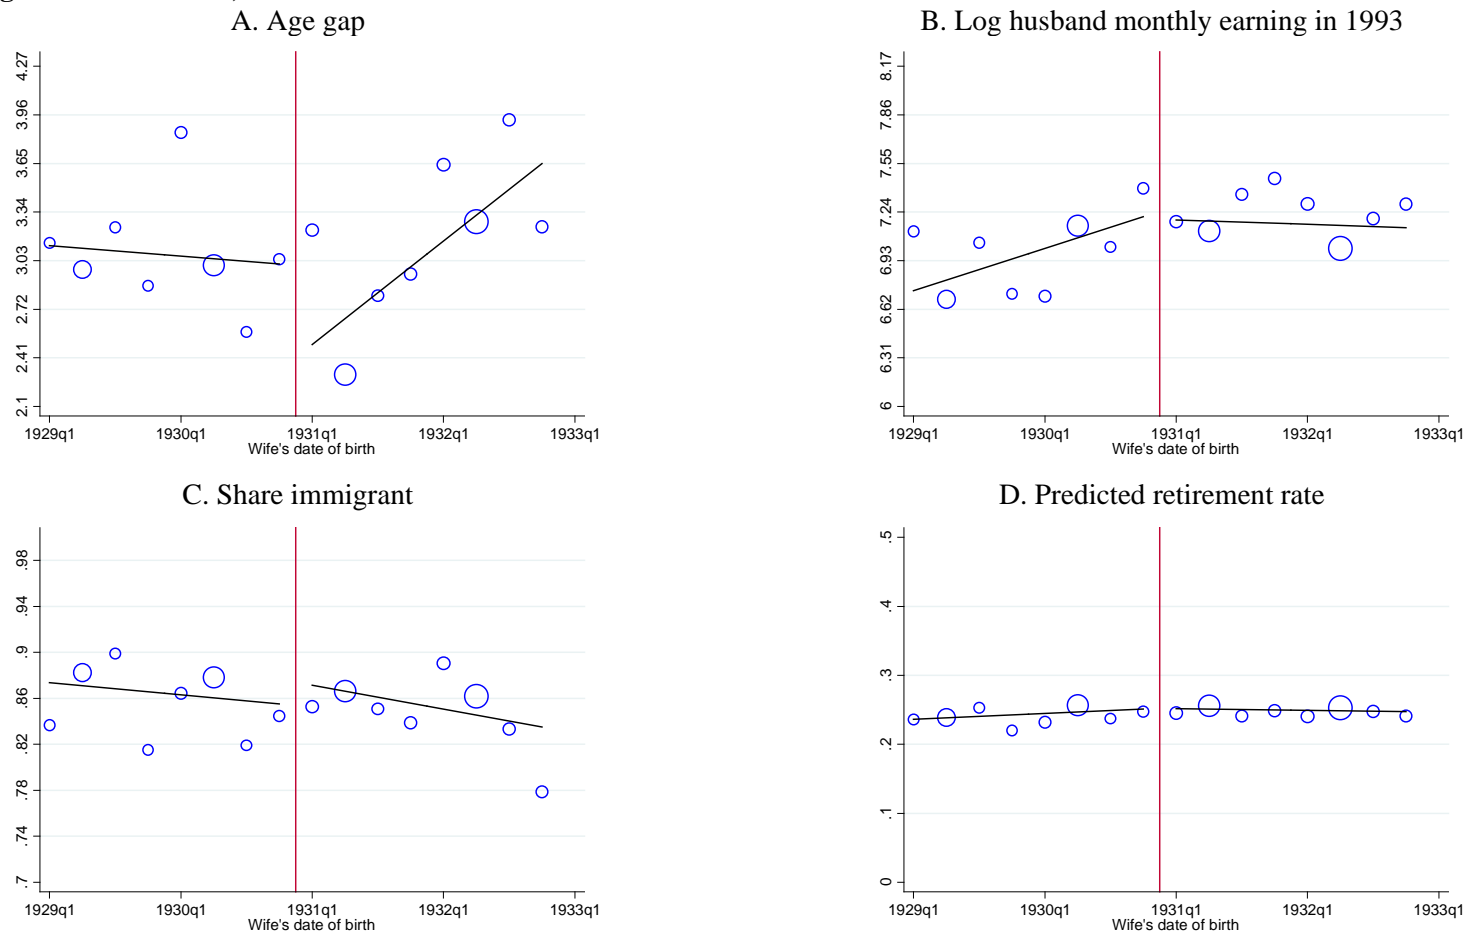 A. Age gap
4.27
3.96
3.65
3.34
3.03
2.72
2.41
2.1
1929q1 1930q1 1931q1 1932q1 1933q1
Wife's date of birth
B. Log husband monthly earning in 1993
8.17
7.86
7.55
7.24
6.93
6.62
6.31
6
1929q1 1930q1 1931q1 1932q1 1933q1
Wife's date of birth
C. Share immigrant
.98
.94
.9
.86
.82
.78
.74
.7
1929q1 1930q1 1931q1 1932q1 1933q1
Wife's date of birth
D. Predicted retirement rate
.5
.4
.3
.2
.1
0
1929q1 1930q1 1931q1 1932q1 1933q1
Wife's date of birth